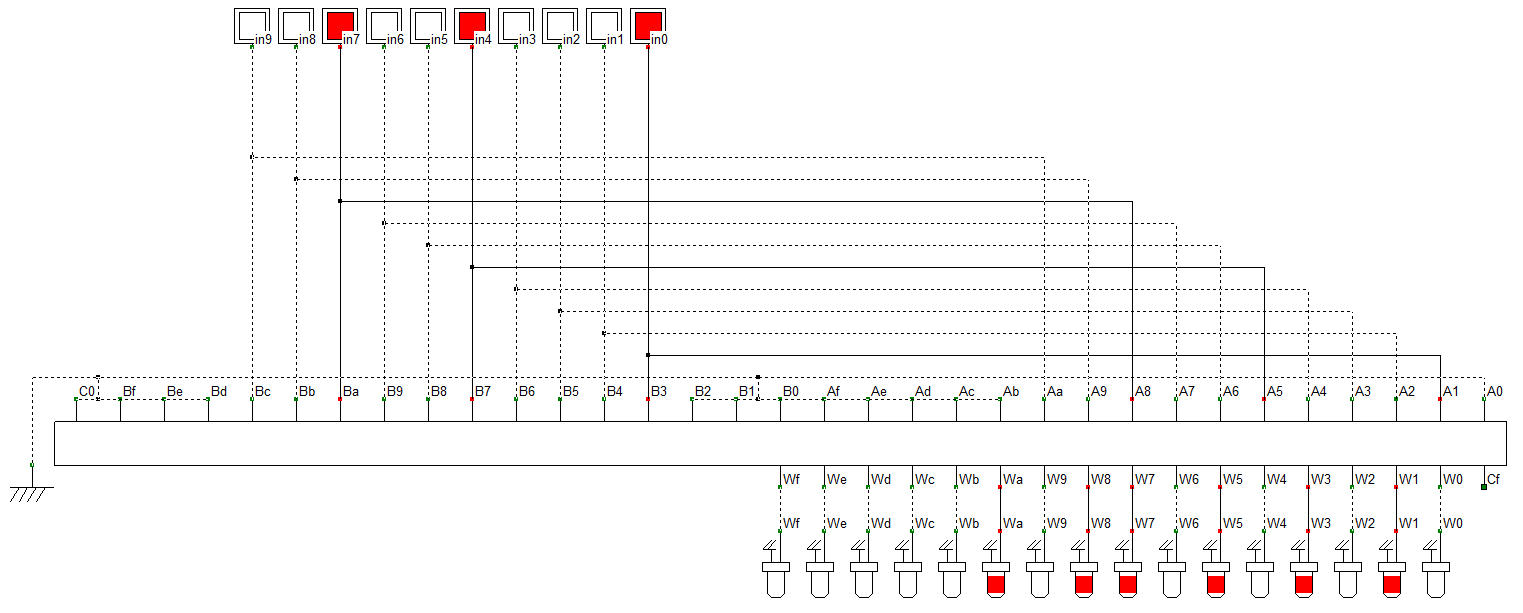 in9 in8 in7 in6 in5 in4 in3 in2 in1 in0
C0 Bf Be Bd Bc Bb Ba B9 B8 B7 B6 B5 B4 B3 B2 B1 B0 Af Ae Ad Ac Ab Aa A9 A8 A7 A6 A5 A4 A3 A2 A1 A0
Wf We Wd Wc Wb Wa W9 W8 W7 W6 W5 W4 W3 W2 W1 W0 Cf
Wf We Wd Wc Wb Wa W9 W8 W7 W6 W5 W4 W3 W2 W1 W0